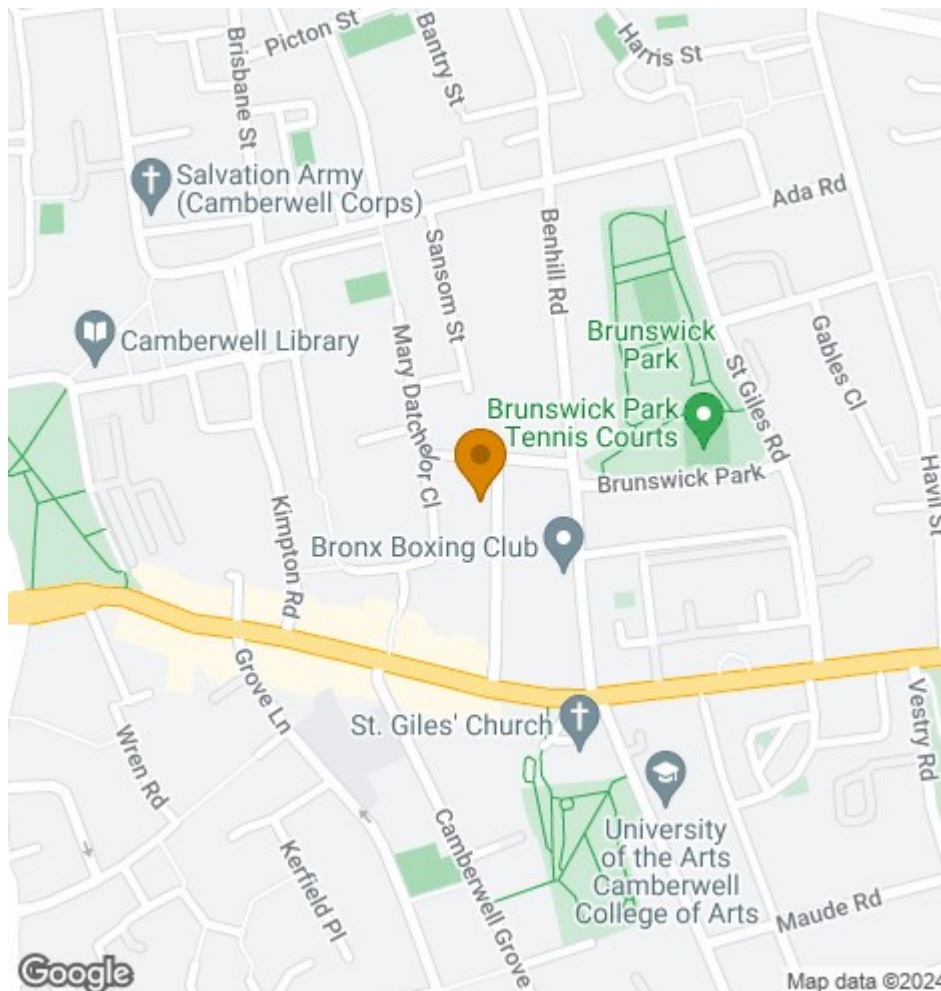 Picton St
Brisbane St
Bantry St
Harris St
Salvation Army
(Camberwell Corps)
Ada Rd
Sansom St
Benhill Rd
Camberwell Library
Mary Datchelor Cl
Brunswick
Park
Gables Cl
St Giles Rd
Brunswick Park
Tennis Courts
Brunswick Park
Havil St
Kimpton Rd
Bronx Boxing Club
Grove Ln
St. Giles' Church
Vestry Rd
Wren Rd
Camberwell Grove
University
of the Arts
Camberwell
College of Arts
Kerfield Pl
Maude Rd
Google
Map data ©2024